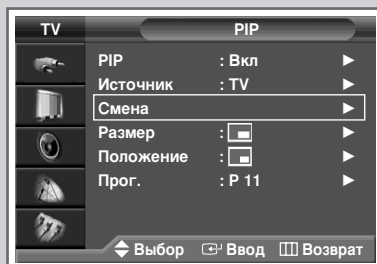 TV PIP
PIP : Вкл ►
Источник : TV ►
Смена ►
Размер : ►
Положение : ►
Прог. : P 11 ►
Выбор Ввод Возврат